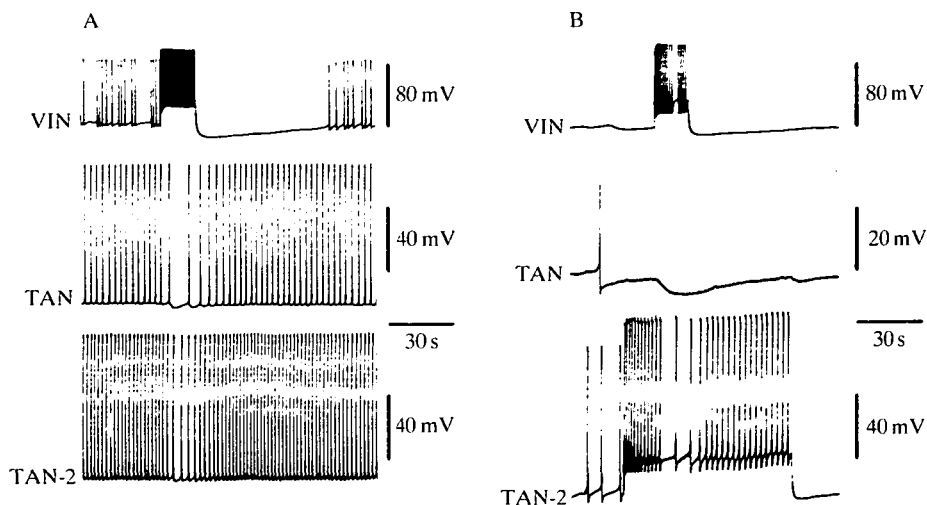 A
VIN
80 mV
TAN
40 mV
30 s
TAN-2
40 mV
B
VIN
80 mV
TAN
20 mV
30 s
TAN-2
40 mV